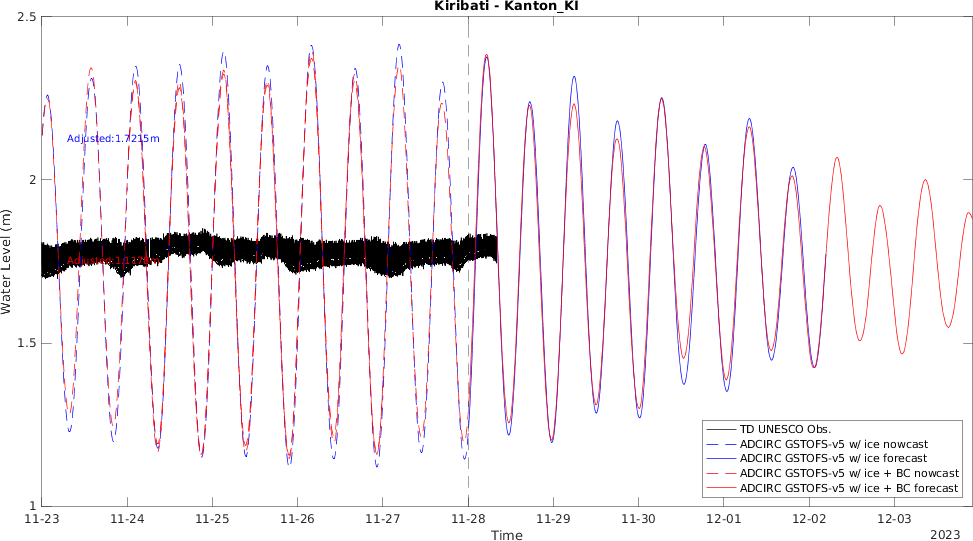 Kiribati - Kanton_KI
Water Level (m)
2.5
2
1.5
1
Adjusted:1.7215m
11-23
11-24
11-25
11-26
11-27
11-28
11-29
11-30
12-01
12-02
12-03
Time
2023
TD UNESCO Obs.
ADCIRC GSTOFS-v5 w/ ice nowcast
ADCIRC GSTOFS-v5 w/ ice forecast
ADCIRC GSTOFS-v5 w/ ice + BC nowcast
ADCIRC GSTOFS-v5 w/ ice + BC forecast